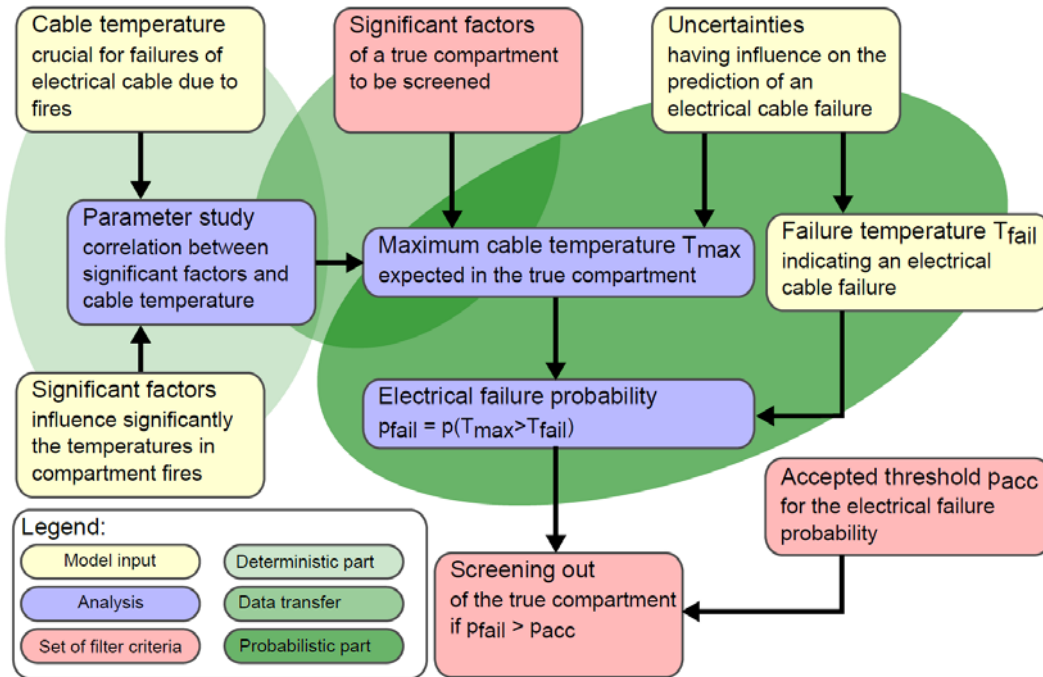 Cable temperature
crucial for failures of
electrical cable due to
fires
Significant factors
of a true compartment
to be screened
Uncertainties
having influence on the
prediction of an
electrical cable failure
Parameter study
correlation between
significant factors and
cable temperature
Maximum cable temperature Tmax
expected in the true compartment
Failure temperature Tfail
indicating an electrical
cable failure
Significant factors
influence significantly
the temperatures in
compartment fires
Electrical failure probability
pfail = p(Tmax>Tfail)
Accepted threshold pacc
for the electrical failure
probability
Screening out
of the true compartment
if pfail > pacc
Legend:
Model input
Deterministic part
Analysis
Data transfer
Set of filter criteria
Probabilistic part